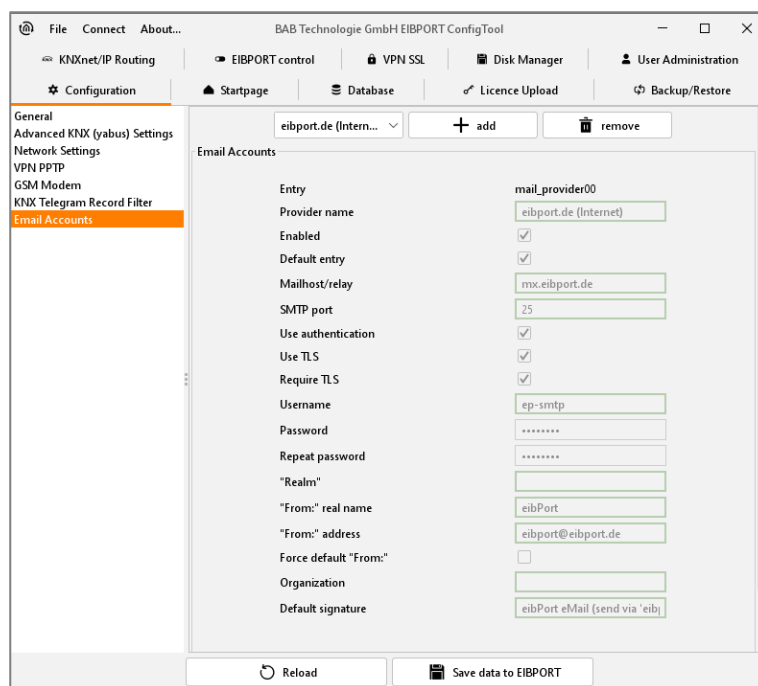 File Connect About... BAB Technologie GmbH EIBPORT ConfigTool
KNXnet/IP Routing EIBPORT control VPN SSL Disk Manager User Administration
Configuration Startpage Database Licence Upload Backup/Restore
General
Advanced KNX (yabus) Settings
Network Settings
VPN PPTP
GSM Modem
KNX Telegram Record Filter
Email Accounts
eibport.de (Intern... add remove
Email Accounts
Entry mail_provider00
Provider name eibport.de (Internet)
Enabled
Default entry
Mailhost/relay mx.eibport.de
SMTP port 25
Use authentication
Use TLS
Require TLS
Username ep-smtp
Password ••••••••
Repeat password ••••••••
"Realm"
"From:" real name eibPort
"From:" address eibport@eibport.de
Force default "From:"
Organization
Default signature eibPort eMail (send via 'eib
Reload Save data to EIBPORT